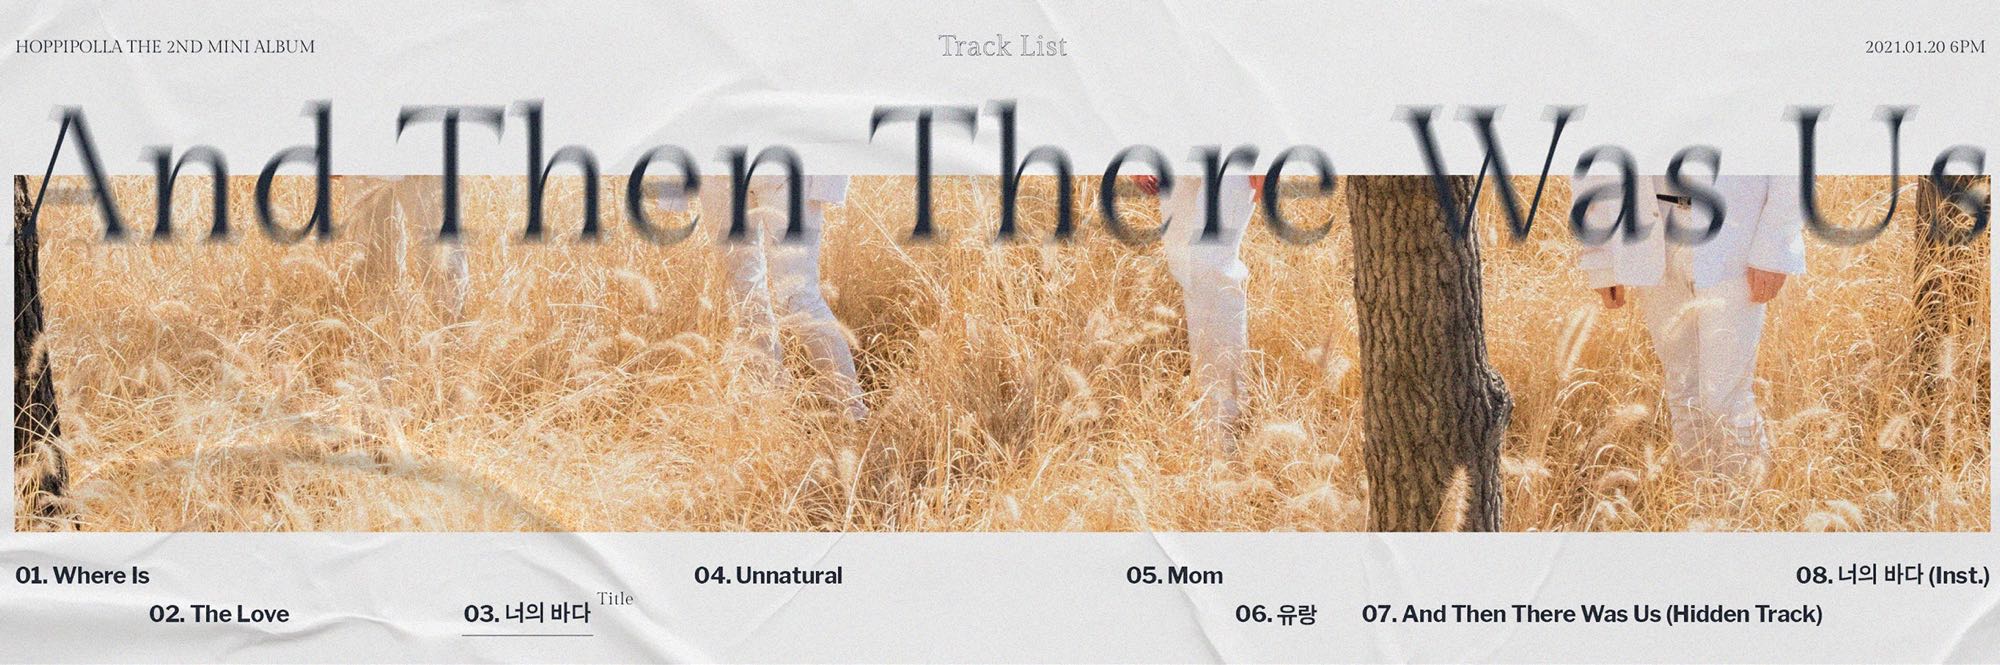 HOPPIPOLLA THE 2ND MINI ALBUM
Track List
2021.01.20 6PM
And Then There Was Us
01. Where Is
02. The Love
03. 너의 바다 Title
04. Unnatural
05. Mom
06. 유랑
07. And Then There Was Us (Hidden Track)
08. 너의 바다 (Inst.)